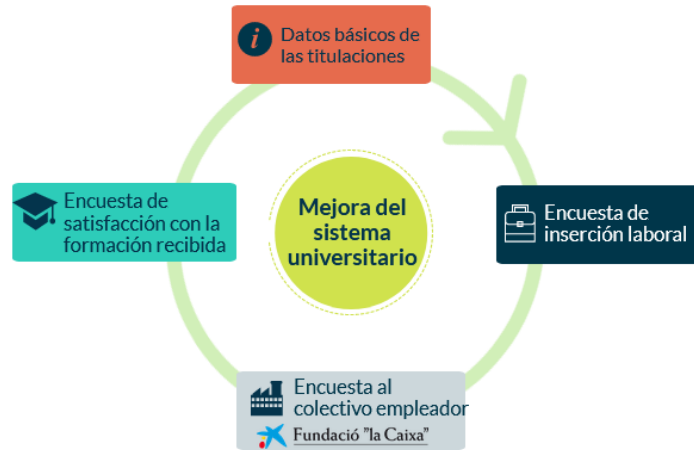 i
Datos básicos de
las titulaciones
Encuesta de
satisfacción con la
formación recibida
Mejora del
sistema
universitario
Encuesta de
inserción laboral
Encuesta al
colectivo empleador
Fundació "la Caixa"